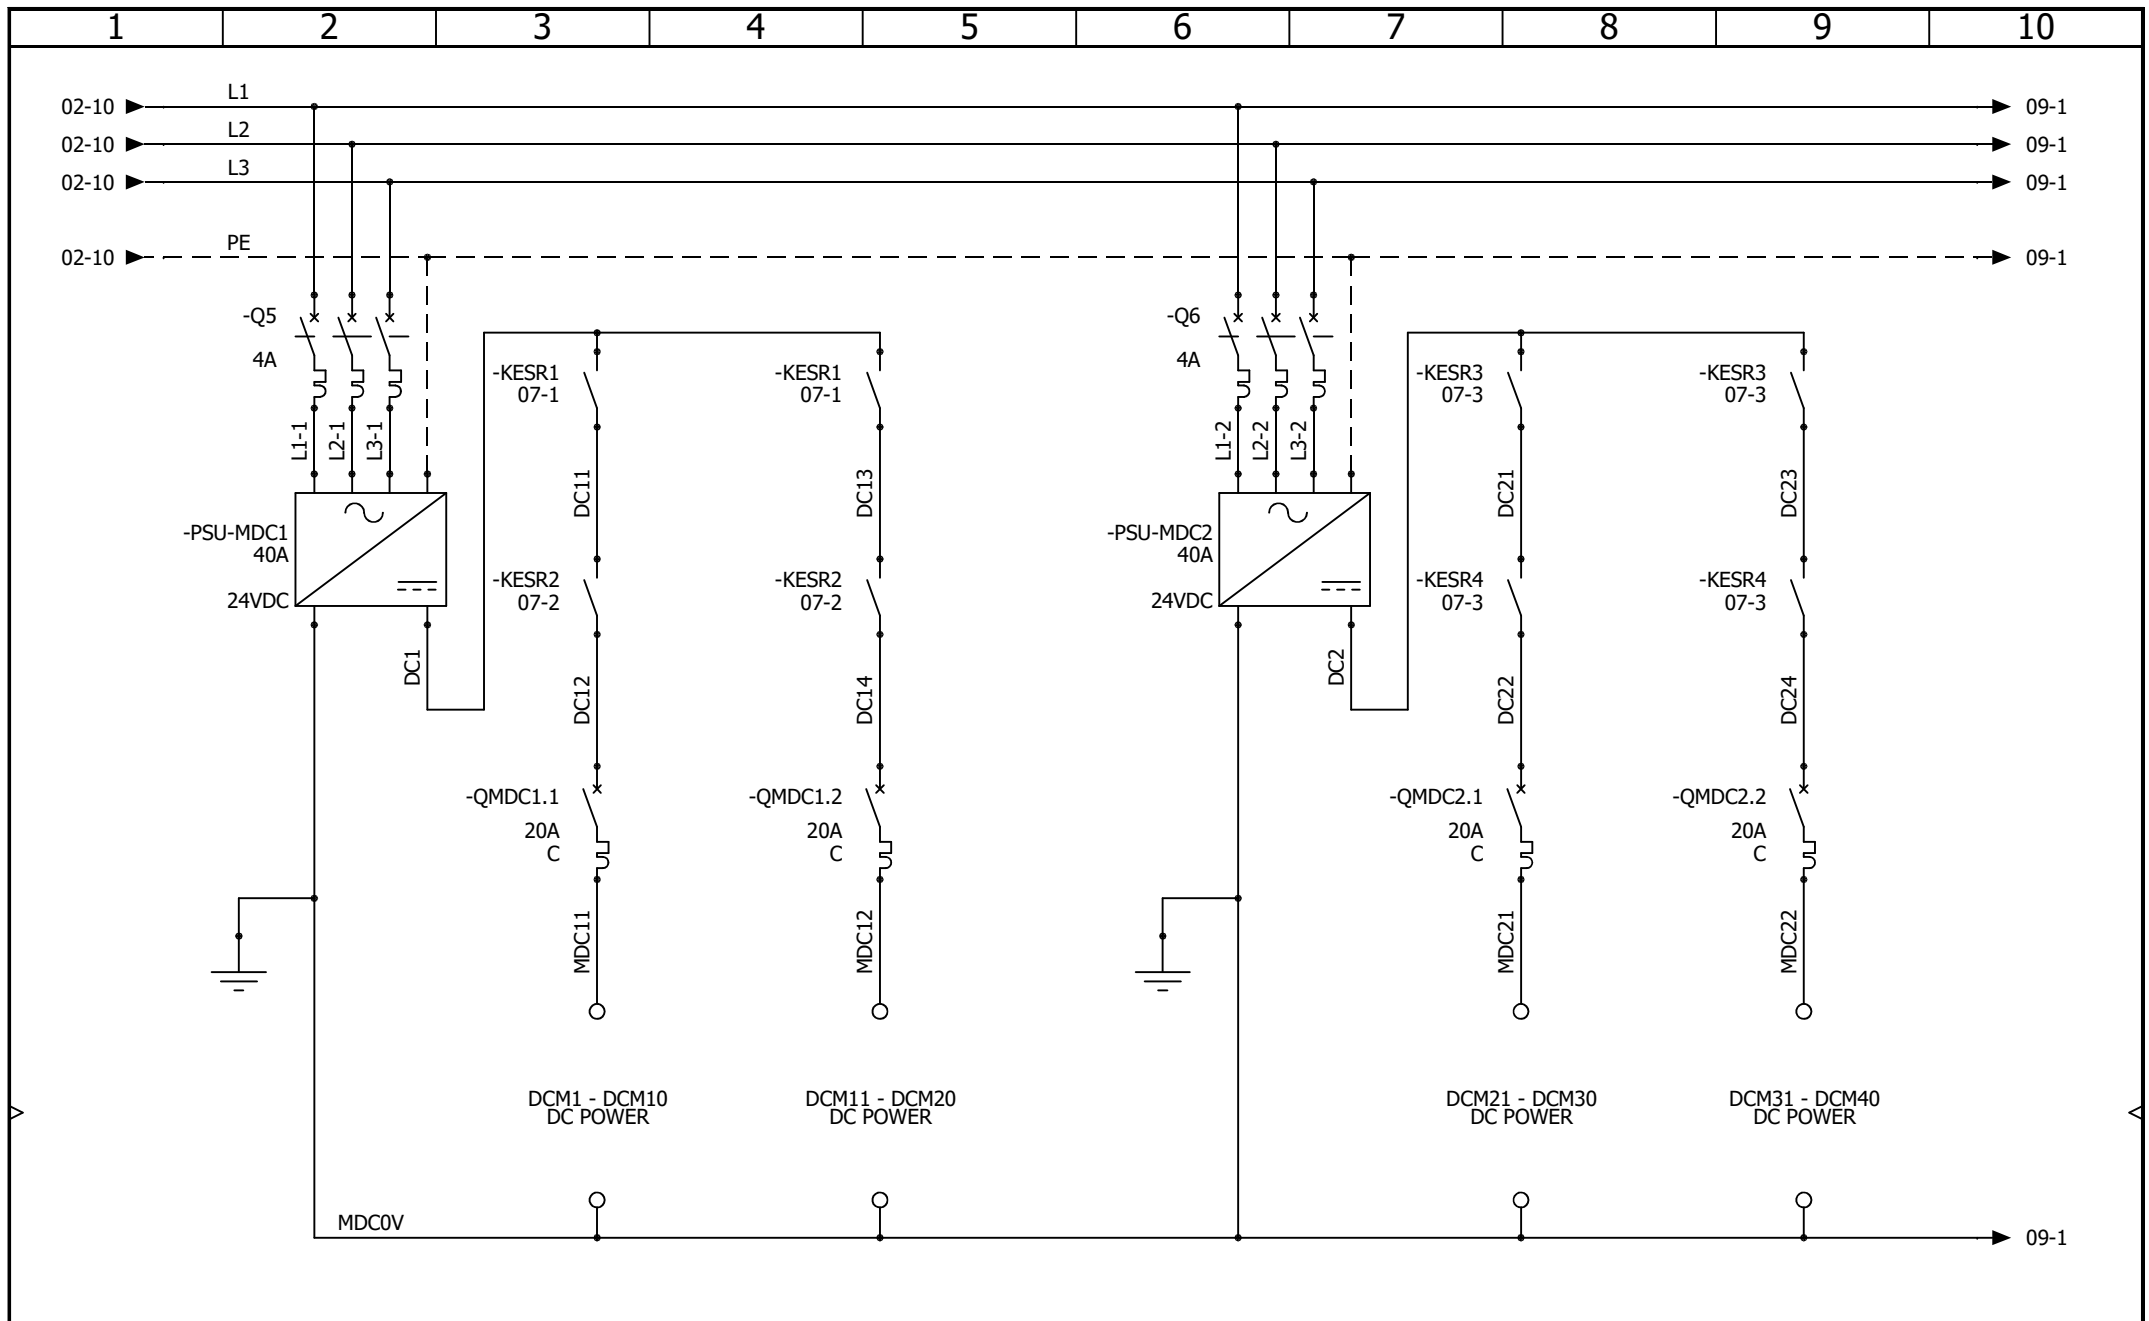 1 2 3 4 5 6 7 8 9 10
L1
02-10 09-1
L2
02-10 09-1
L3
02-10 09-1
PE
02-10 09-1
-Q5
4A
L1-1
L2-1
L3-1
-PSU-MDC1
40A
24VDC
DC1
-KESR1
07-1
DC11
-KESR2
07-2
DC12
-QMDC1.1
20A
C
MDC11
DCM1 - DCM10
DC POWER
-KESR1
07-1
DC13
-KESR2
07-2
DC14
-QMDC1.2
20A
C
MDC12
DCM11 - DCM20
DC POWER
-Q6
4A
L1-2
L2-2
L3-2
-PSU-MDC2
40A
24VDC
DC2
-KESR3
07-3
DC21
-KESR4
07-3
DC22
-QMDC2.1
20A
C
MDC21
DCM21 - DCM30
DC POWER
-KESR3
07-3
DC23
-KESR4
07-3
DC24
-QMDC2.2
20A
C
MDC22
DCM31 - DCM40
DC POWER
MDC0V
09-1